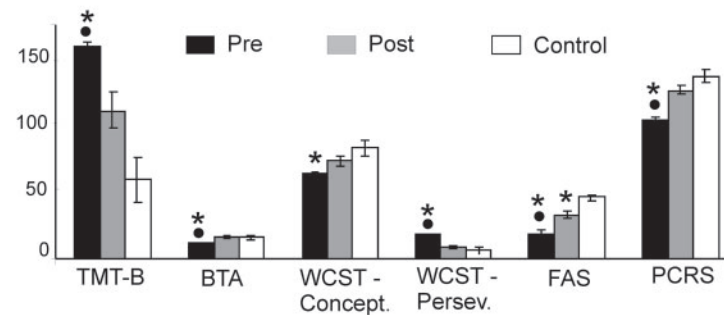 Pre Post Control
150
100
50
0
* * * * * * *
TMT-B BTA WCST - WCST - FAS PCRS
Concept. Persev.